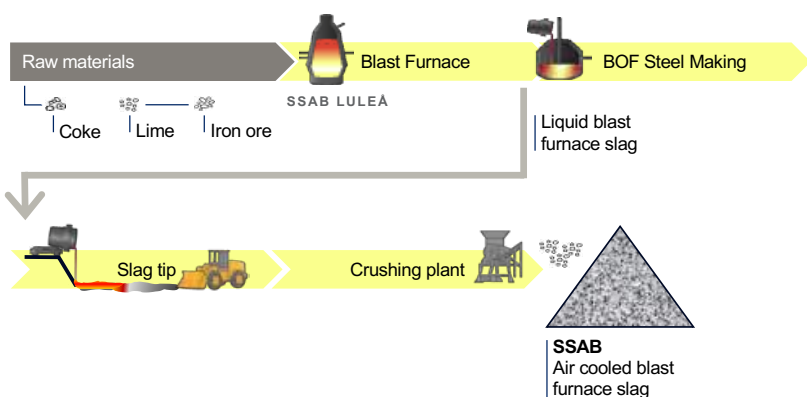 Raw materials
Blast Furnace
BOF Steel Making
SSAB LULEÅ
Coke
Lime
Iron ore
Liquid blast
furnace slag
Slag tip
Crushing plant
SSAB
Air cooled blast
furnace slag